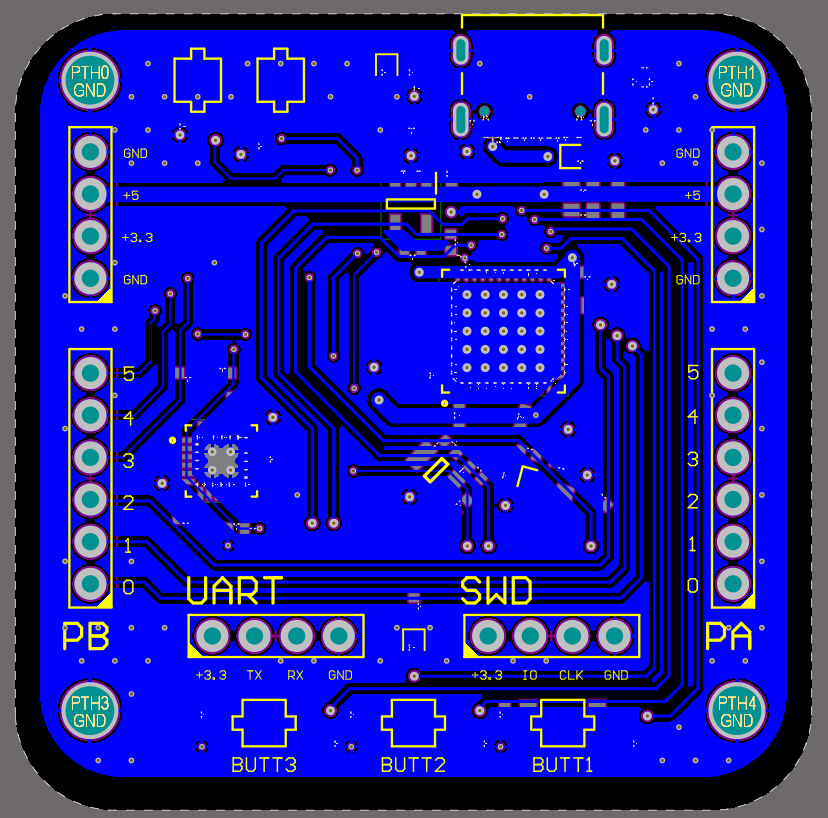 PTH0
GND
PTH1
GND
GND
+5
+3.3
GND
GND
+5
+3.3
GND
5
4
3
2
1
0
5
4
3
2
1
0
UART
SWD
PB
PA
+3.3 TX RX GND
+3.3 IO CLK GND
PTH3
GND
PTH4
GND
BUTT3
BUTT2
BUTT1